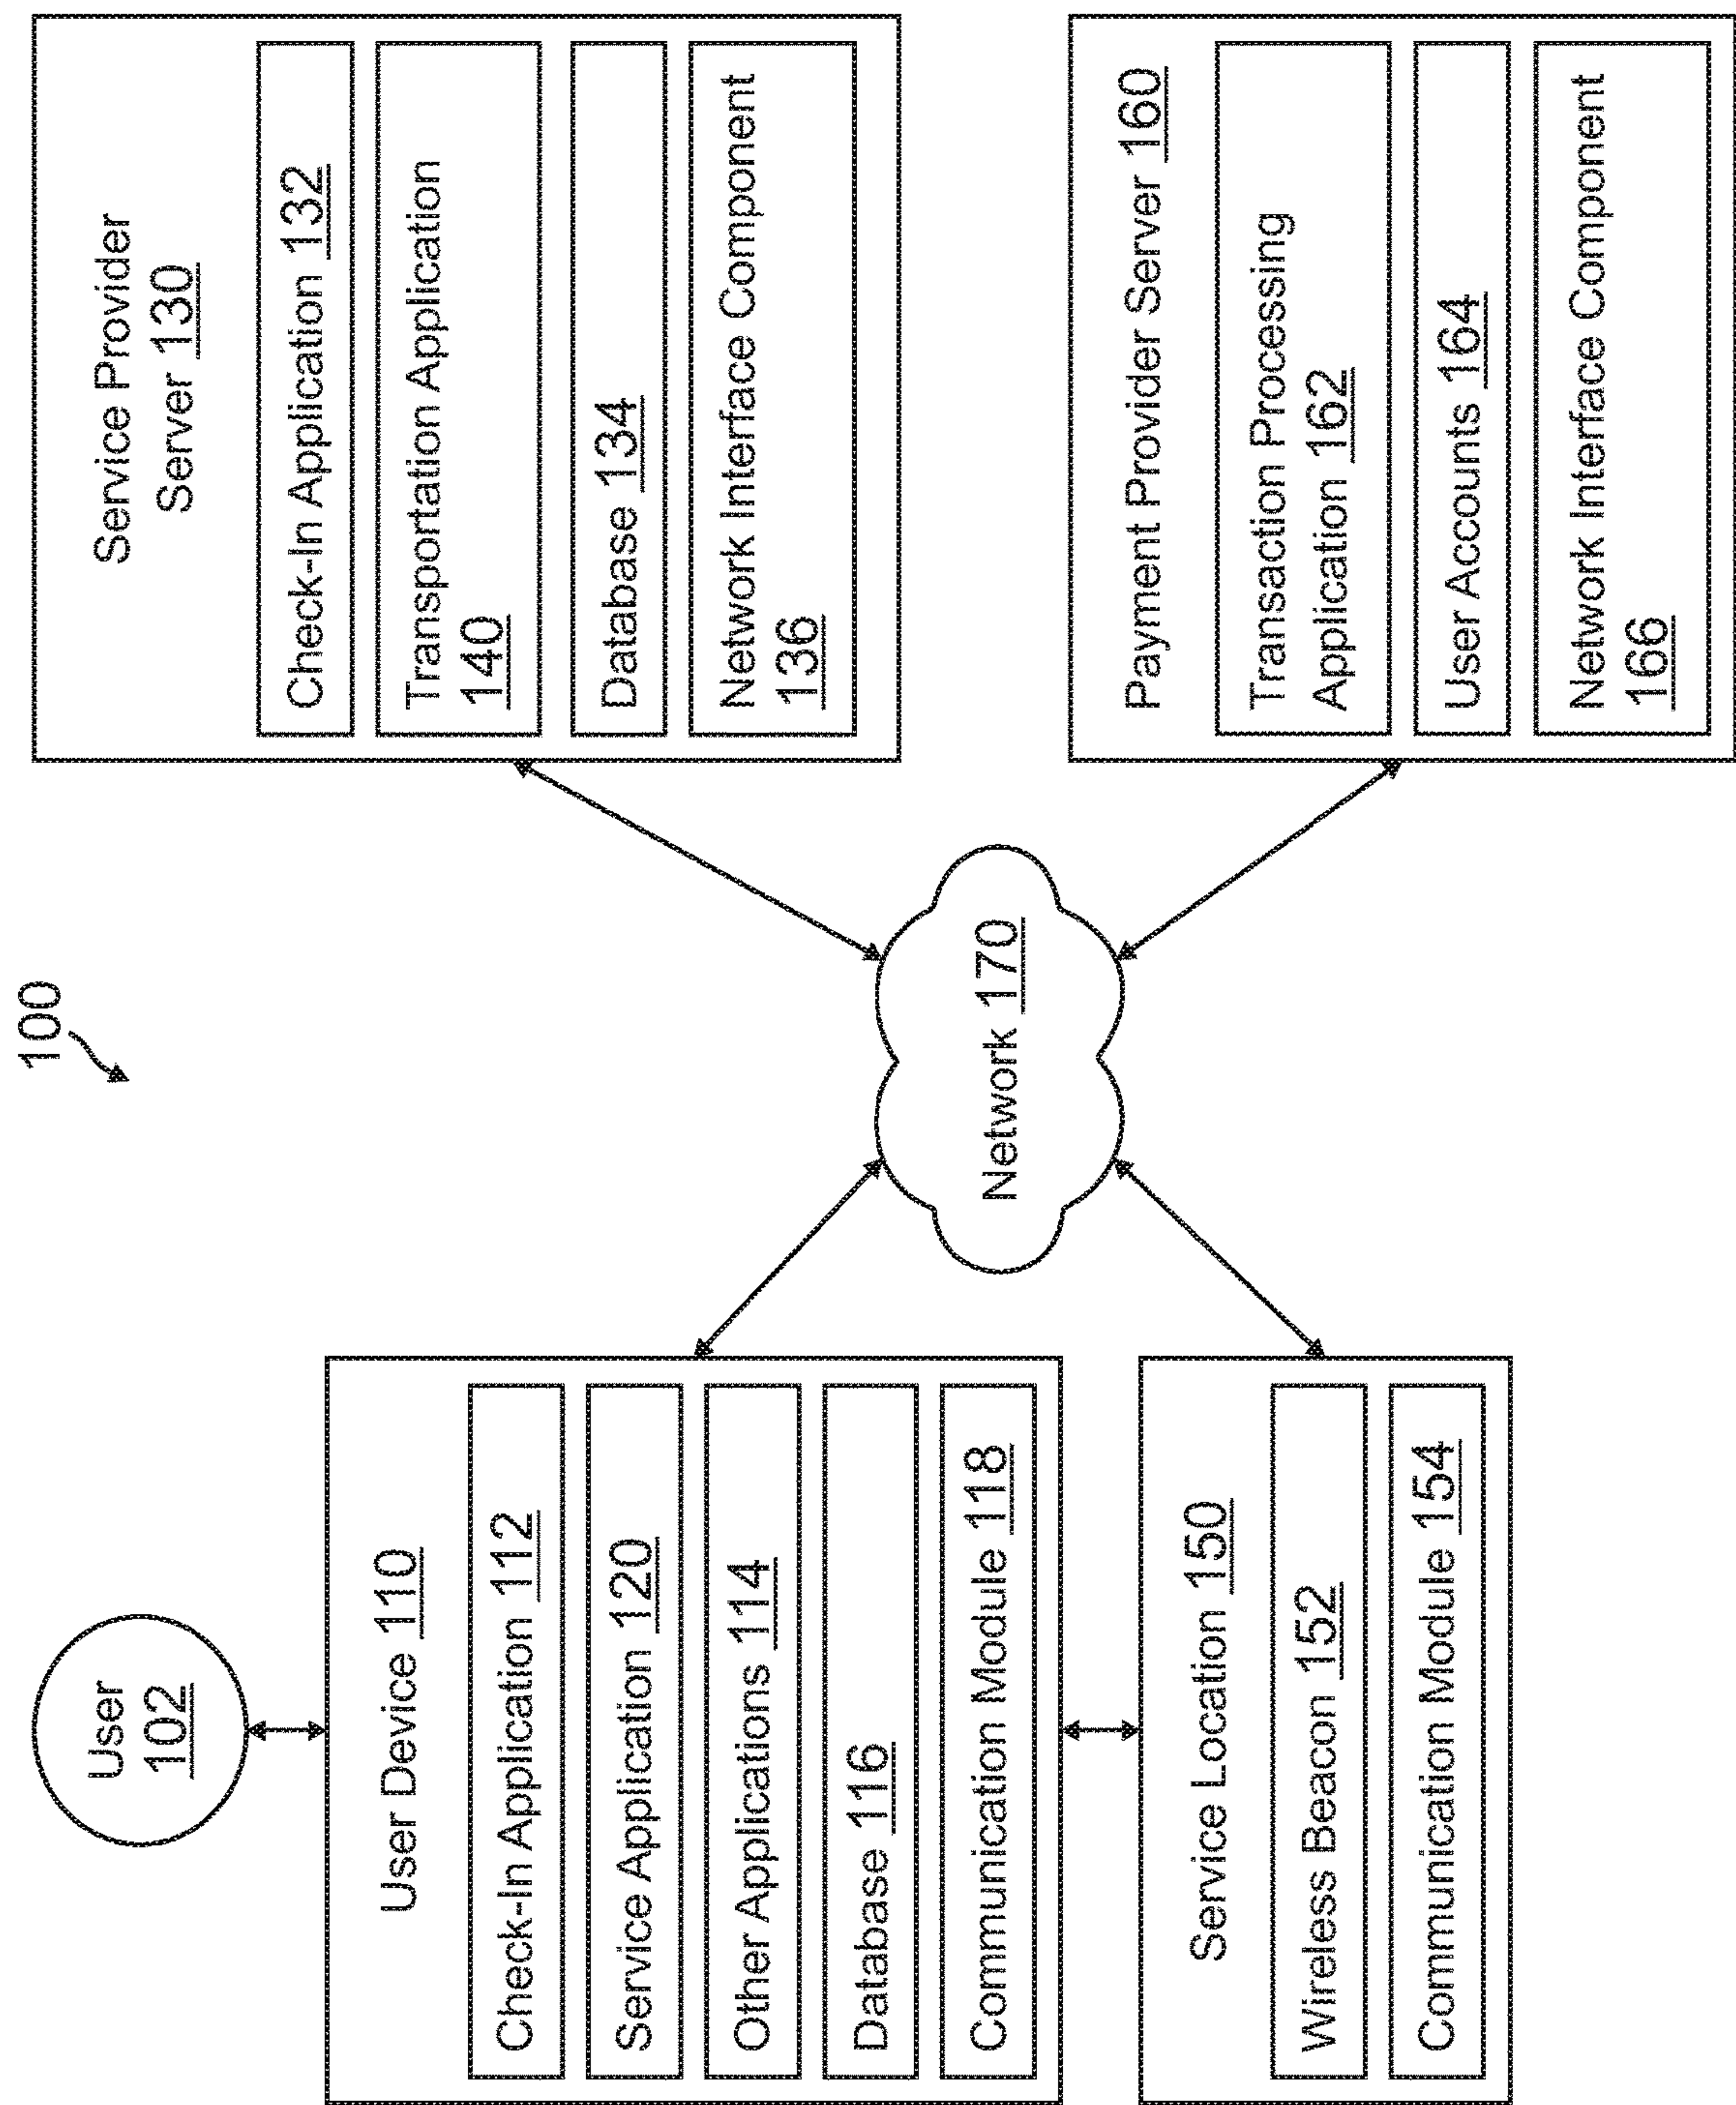 100
User
102
User Device 110
Check-In Application 112
Service Application 120
Other Applications 114
Database 116
Communication Module 118
Service Location 150
Wireless Beacon 152
Communication Module 154
Network 170
Service Provider
Server 130
Check-In Application 132
Transportation Application
140
Database 134
Network Interface Component
136
Payment Provider Server 160
Transaction Processing
Application 162
User Accounts 164
Network Interface Component
166